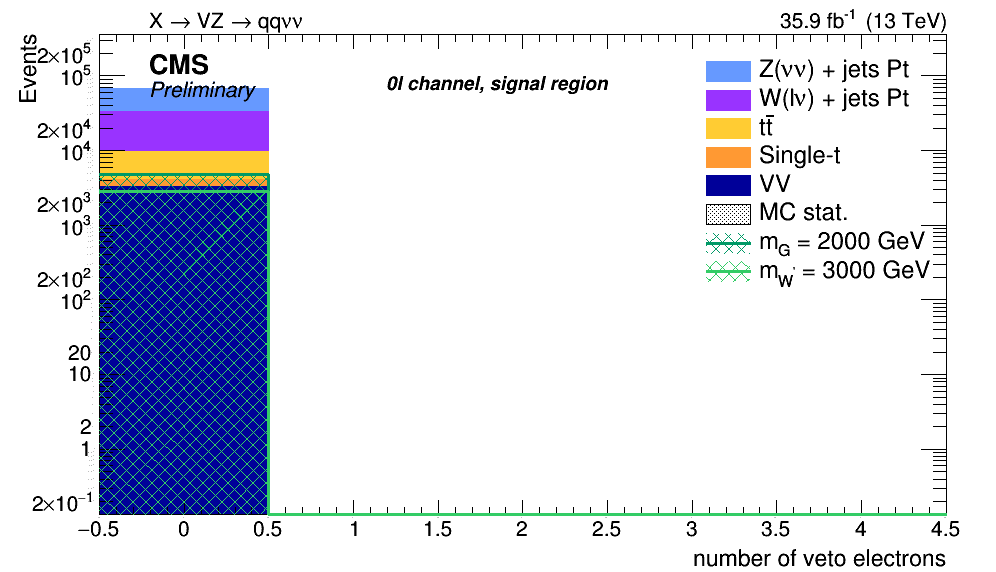 X → VZ → qqνν
35.9 fb⁻¹ (13 TeV)
Events
CMS
Preliminary
0l channel, signal region
Z(νν) + jets Pt
W(lν) + jets Pt
tt̄
Single-t
VV
MC stat.
m_G = 2000 GeV
m_W' = 3000 GeV
2×10⁵
10⁵
2×10⁴
10⁴
2×10³
10³
2×10²
10²
20
10
2
1
2×10⁻¹
−0.5 0 0.5 1 1.5 2 2.5 3 3.5 4 4.5
number of veto electrons